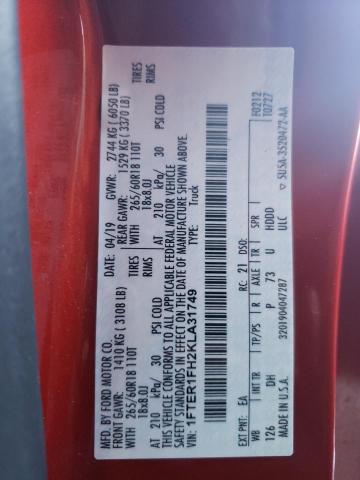 MFD. BY FORD MOTOR CO.
DATE: 04/19 GVWR: 2744 KG ( 6050 LB)
FRONT GAWR: REAR GAWR:
1410 KG ( 3108 LB) 1529 KG ( 3370 LB)
WITH TIRES WITH TIRES
265/60R18 110T 265/60R18 110T
18x8.0J RIMS 18x8.0J RIMS
AT 210 kPa/ 30 PSI COLD AT 210 kPa/ 30 PSI COLD
THIS VEHICLE CONFORMS TO ALL APPLICABLE FEDERAL MOTOR VEHICLE
SAFETY STANDARDS IN EFFECT ON THE DATE OF MANUFACTURE SHOWN ABOVE.
VIN: 1FTER1FH2KLA31749
TYPE: Truck
F0212
T0727
EXT PNT: EA RC: 21 DSO:
WB INT TR TP/PS R AXLE TR SPR
126 DH P 73 U HDDD
MADE IN U.S.A. 3201904047287 ULC
SU5A-3520472-AA